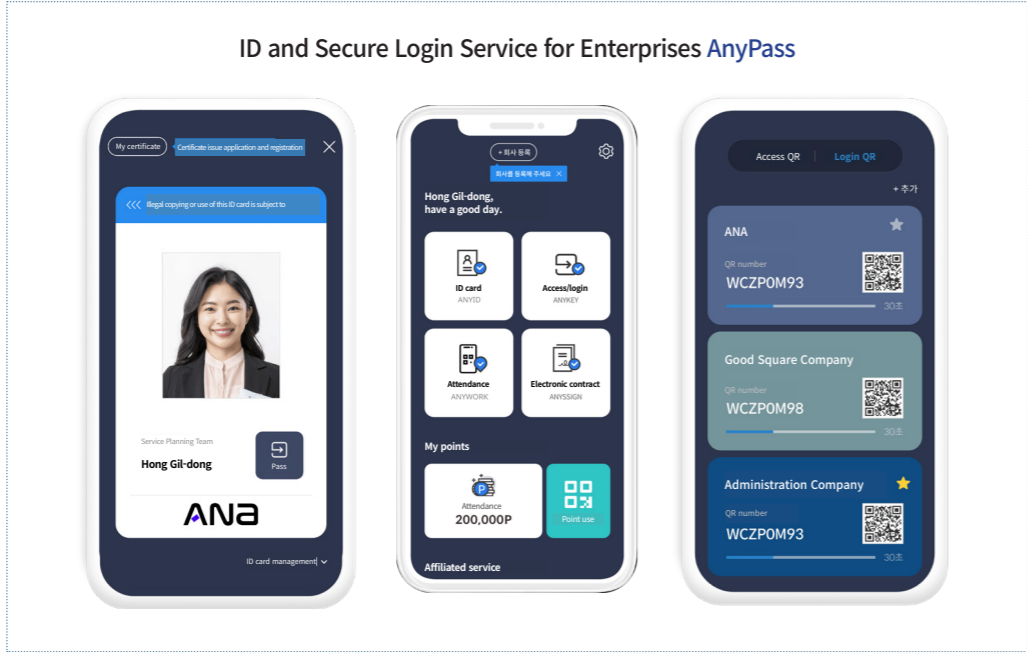 ID and Secure Login Service for Enterprises AnyPass
My certificate
Certificate issue application and registration
Illegal copying or use of this ID card is subject to
Service Planning Team
Hong Gil-dong
Pass
ANA
ID card management
+ 회사 등록
회사를 등록해 주세요 ×
Hong Gil-dong,
have a good day.
ID card
ANYID
Access/login
ANYKEY
Attendance
ANYWORK
Electronic contract
ANYSSIGN
My points
P
Attendance
200,000P
Point use
Affiliated service
Access QR
Login QR
+ 추가
ANA
QR number
WCZP0M93
30초
Good Square Company
QR number
WCZP0M98
30초
Administration Company
QR number
WCZP0M93
30초